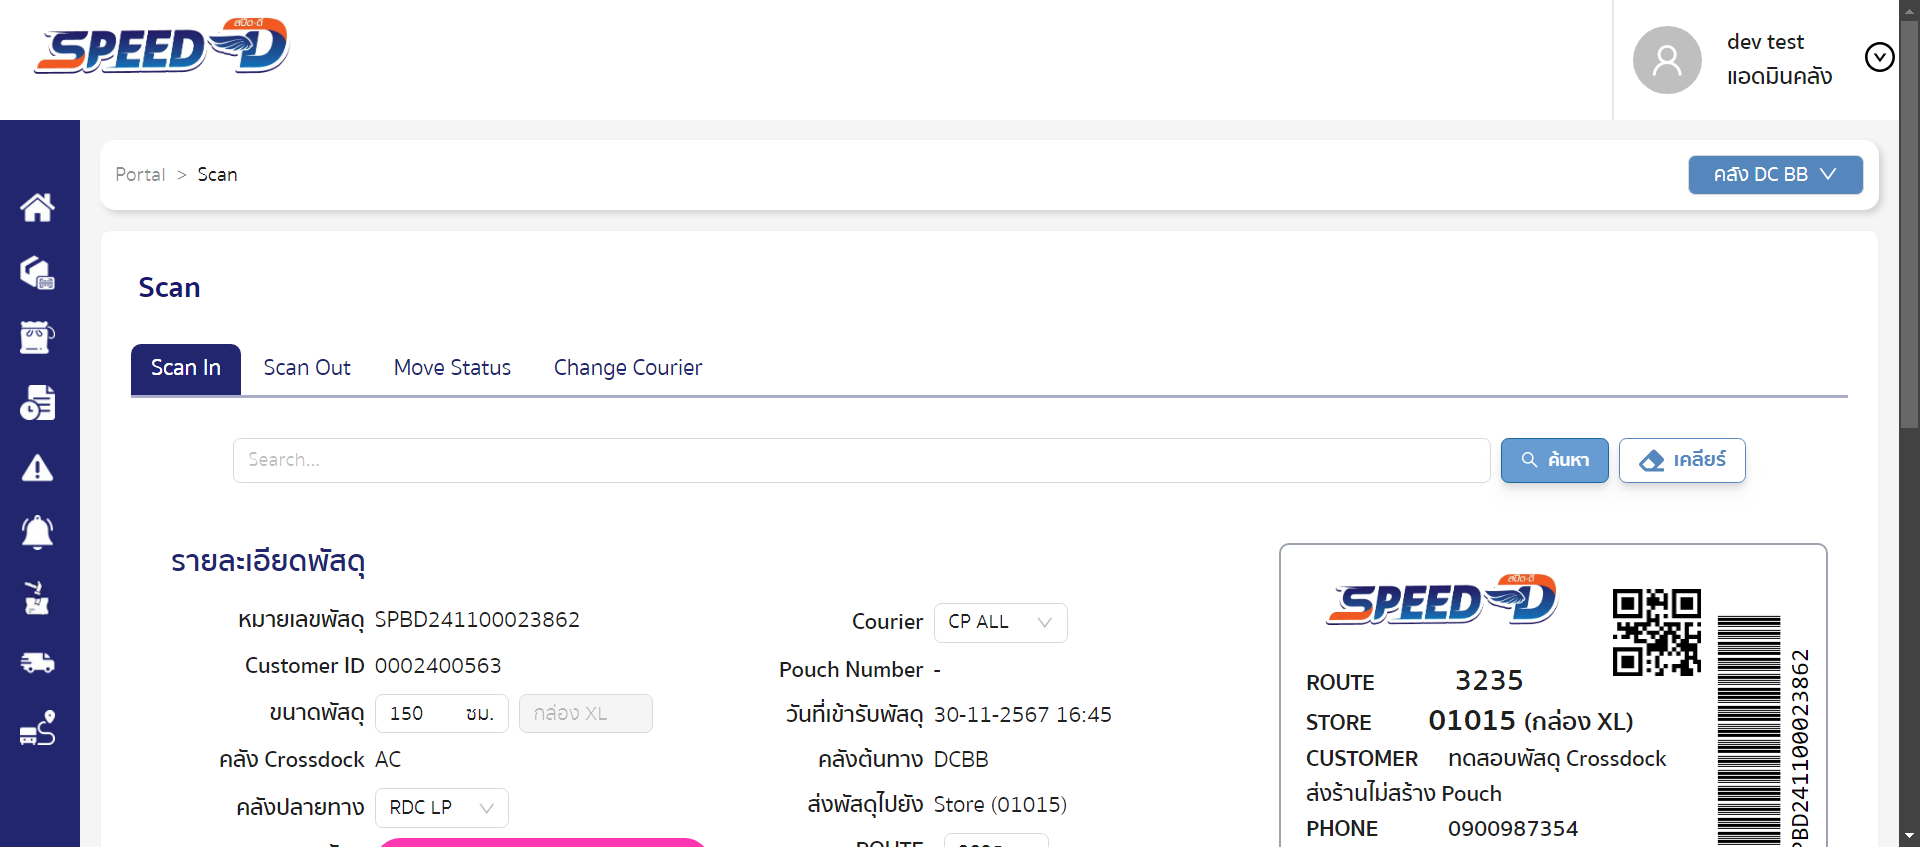 สปีด-ดี
SPEED-D
dev test
แอดมินคลัง
Portal > Scan
คลัง DC BB
Scan
Scan In
Scan Out
Move Status
Change Courier
Search...
ค้นหา
เคลียร์
รายละเอียดพัสดุ
หมายเลขพัสดุ SPBD241100023862
Customer ID 0002400563
ขนาดพัสดุ 150 ซม. กล่อง XL
คลัง Crossdock AC
คลังปลายทาง RDC LP
Courier CP ALL
Pouch Number -
วันที่เข้ารับพัสดุ 30-11-2567 16:45
คลังต้นทาง DCBB
ส่งพัสดุไปยัง Store (01015)
ROUTE
สปีด-ดี
SPEED-D
ROUTE 3235
STORE 01015 (กล่อง XL)
CUSTOMER ทดสอบพัสดุ Crossdock
ส่งร้านไม่สร้าง Pouch
PHONE 0900987354
PBD241100023862